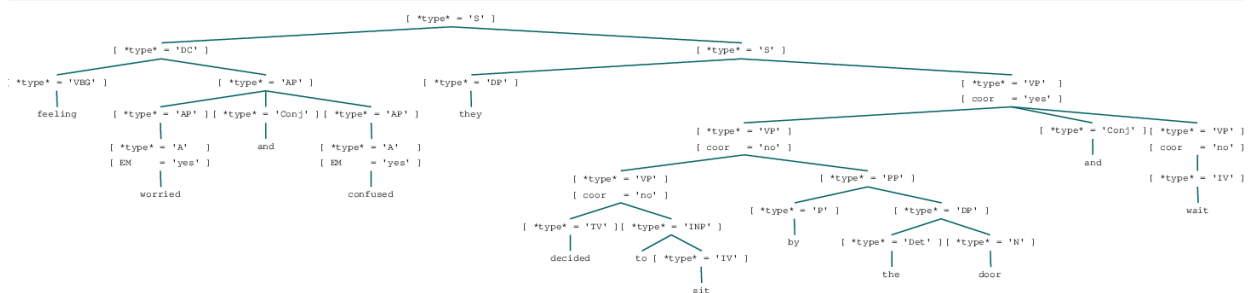 [ *type* = 'S' ]
[ *type* = 'DC' ] [ *type* = 'S' ]
[ *type* = 'VBG' ] [ *type* = 'AP' ] [ *type* = 'DP' ] [ *type* = 'VP' ]
[ coor = 'yes' ]
feeling [ *type* = 'AP' ] [ *type* = 'Conj' ] [ *type* = 'AP' ] they
[ *type* = 'VP' ] [ *type* = 'Conj' ] [ *type* = 'VP' ]
[ *type* = 'A' ] and [ *type* = 'A' ] [ coor = 'no' ] and [ coor = 'no' ]
[ EM = 'yes' ] [ EM = 'yes' ]
[ *type* = 'VP' ] [ *type* = 'PP' ] [ *type* = 'IV' ]
worried confused [ coor = 'no' ]
[ *type* = 'P' ] [ *type* = 'DP' ] wait
[ *type* = 'TV' ] [ *type* = 'INP' ]
by [ *type* = 'Det' ] [ *type* = 'N' ]
decided to [ *type* = 'IV' ]
the door
sit